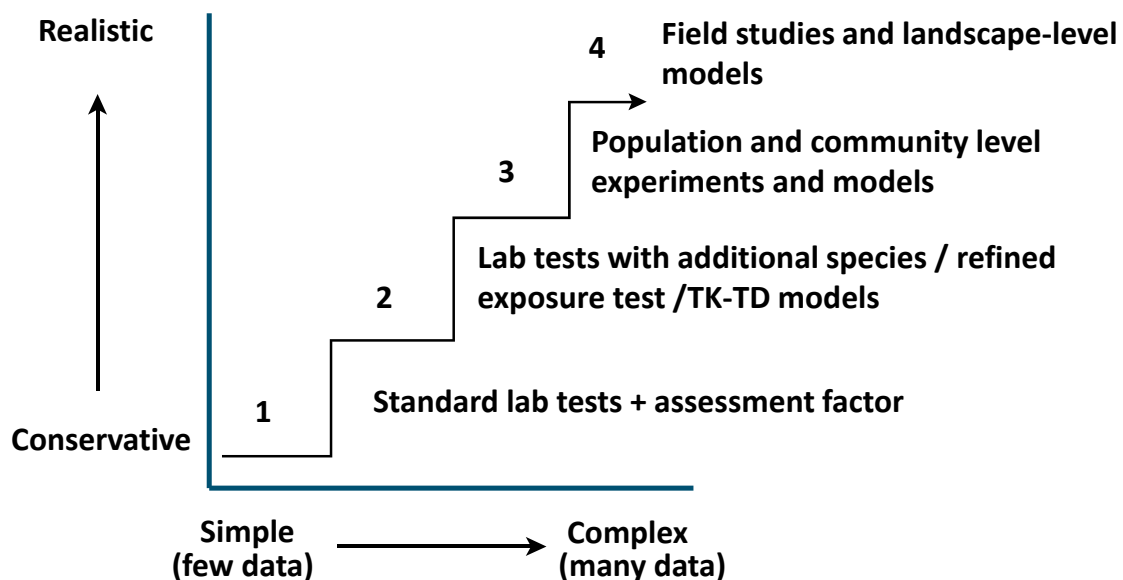 Realistic
4
Field studies and landscape-level
models
Population and community level
experiments and models
3
Lab tests with additional species / refined
exposure test /TK-TD models
2
Standard lab tests + assessment factor
1
Conservative
Simple
(few data)
Complex
(many data)